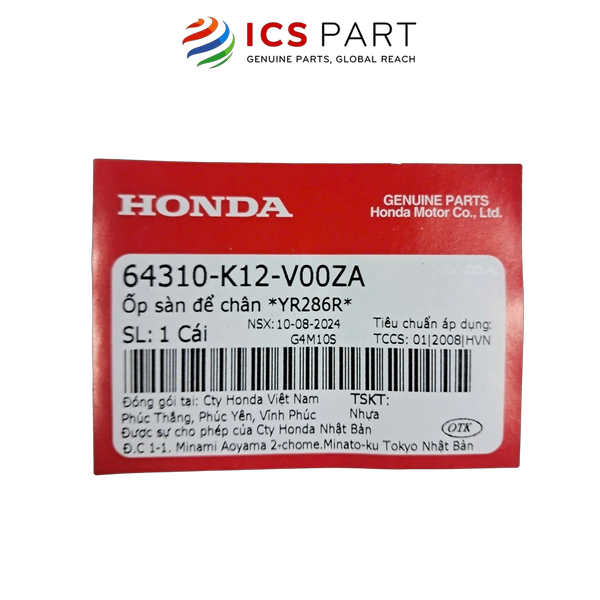 ICS PART
GENUINE PARTS, GLOBAL REACH
HONDA
GENUINE PARTS
Honda Motor Co., Ltd.
64310-K12-V00ZA
Ốp sàn để chân *YR286R*
SL: 1 Cái
NSX: 10-08-2024
G4M10S
Tiêu chuẩn áp dụng:
TCCS: 01|2008|HVN
Đóng gói tại: Cty Honda Việt Nam
Phúc Thắng, Phúc Yên, Vĩnh Phúc
Được sự cho phép của Cty Honda Nhật Bản
Đ.C 1-1, Minami Aoyama 2-chome.Minato-ku Tokyo Nhật Bản
TSKT:
Nhựa
OTK